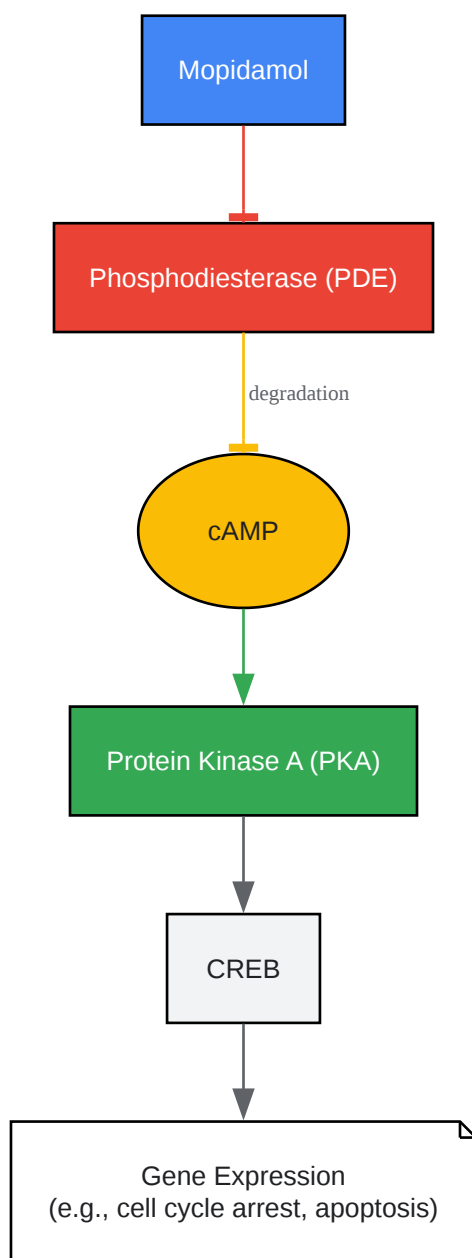 Mopidamol
Phosphodiesterase (PDE)
degradation
cAMP
Protein Kinase A (PKA)
CREB
Gene Expression
(e.g., cell cycle arrest, apoptosis)